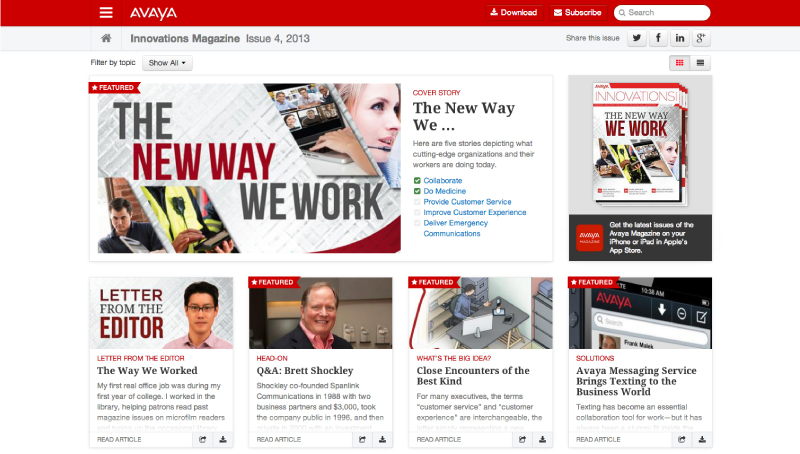 AVAYA
Download
Subscribe
Search
Innovations Magazine Issue 4, 2013
Share this issue
Filter by topic
Show All
FEATURED
THE
NEW WAY
WE WORK
COVER STORY
The New Way
We ...
Here are five stories depicting what
cutting-edge organizations and their
workers are doing today.
Collaborate
Do Medicine
Provide Customer Service
Improve Customer Experience
Deliver Emergency
Communications
AVAYA
INNOVATIONS
THE NEW WAY
WE WORK
AVAYA
MAGAZINE
Get the latest issues of the
Avaya Magazine on your
iPhone or iPad in Apple's
App Store.
LETTER
FROM THE
EDITOR
LETTER FROM THE EDITOR
The Way We Worked
My first real office job was during my
first year of college. I worked in the
library, helping patrons read past
magazine issues on microfilm readers
READ ARTICLE
FEATURED
HEAD-ON
Q&A: Brett Shockley
Shockley co-founded Spanlink
Communications in 1988 with two
business partners and $3,000, took
the company public in 1996, and then
READ ARTICLE
FEATURED
WHAT'S THE BIG IDEA?
Close Encounters of the
Best Kind
For many executives, the terms
"customer service" and "customer
experience" are interchangeable, the
READ ARTICLE
FEATURED
AVAYA
10:38 AM
Search
Frank Malek
SOLUTIONS
Avaya Messaging Service
Brings Texting to the
Business World
Texting has become an essential
collaboration tool for work—but it has
READ ARTICLE